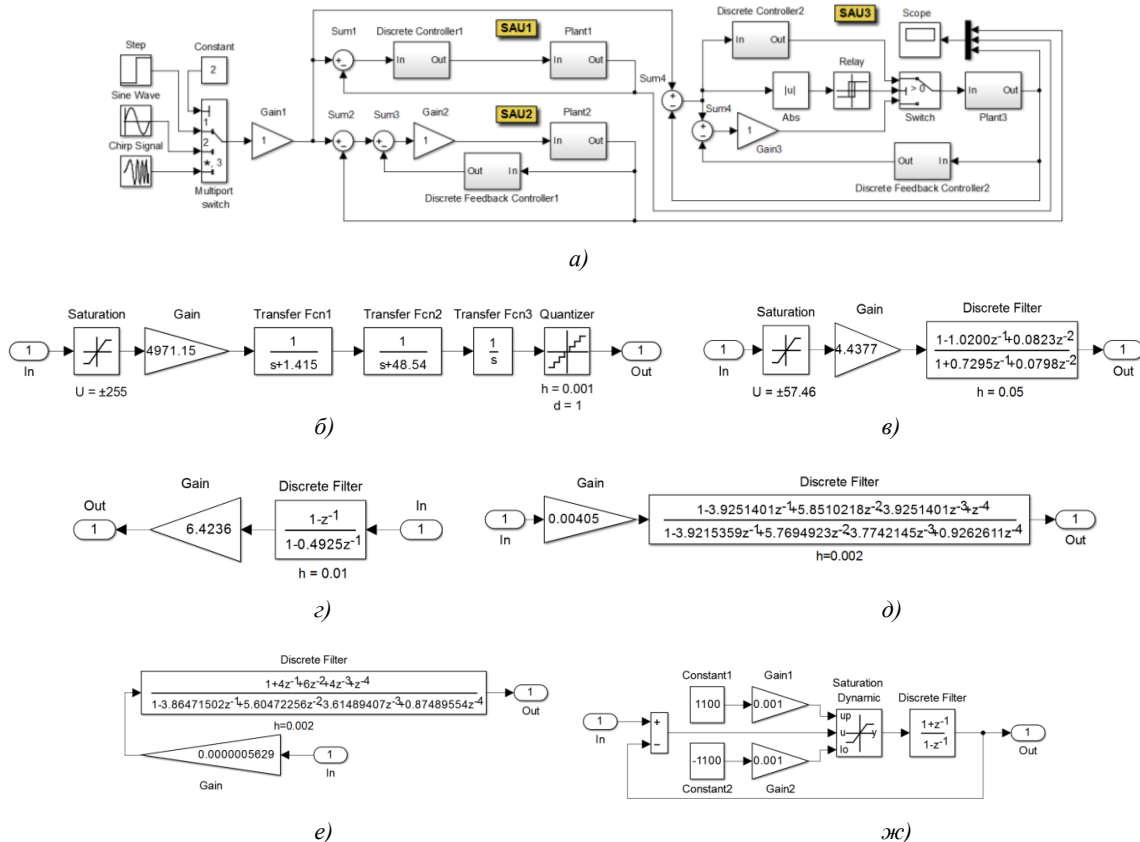 SAU1
SAU2
SAU3
Step
Constant
2
Sine Wave
Chirp Signal
1
2
*, 3
Multiport
switch
Gain1
1
Sum1
Discrete Controller1
In Out
Plant1
In Out
Sum2
Sum3
Gain2
1
Plant2
In Out
Out In
Discrete Feedback Controller1
Discrete Controller2
In Out
Scope
Sum4
|u|
Abs
Relay
> 0
Switch
In Out
Plant3
Sum4
1
Gain3
Out In
Discrete Feedback Controller2
а)
Saturation
Gain
Transfer Fcn1
Transfer Fcn2
Transfer Fcn3
Quantizer
1
In
U = ±255
4971.15
1
s+1.415
1
s+48.54
1
s
h = 0.001
d = 1
1
Out
б)
Saturation
Gain
Discrete Filter
1
In
U = ±57.46
4.4377
1-1.0200z-1+0.0823z-2
1+0.7295z-1+0.0798z-2
h = 0.05
1
Out
в)
Out
1
Gain
6.4236
Discrete Filter
1-z-1
1-0.4925z-1
h = 0.01
In
1
г)
Gain
1
In
0.00405
Discrete Filter
1-3.9251401z-1+5.8510218z-2-3.9251401z-3+z-4
1-3.9215359z-1+5.7694923z-2-3.7742145z-3+0.9262611z-4
h=0.002
1
Out
д)
Discrete Filter
1+4z-1+6z-2+4z-3+z-4
1-3.86471502z-1+5.60472256z-2-3.61489407z-3+0.87489554z-4
h=0.002
1
Out
0.0000005629
Gain
1
In
е)
Constant1
1100
Gain1
0.001
Saturation
Dynamic
up
u y
lo
Discrete Filter
1+z-1
1-z-1
1
In
1
Out
-1100
Constant2
0.001
Gain2
ж)